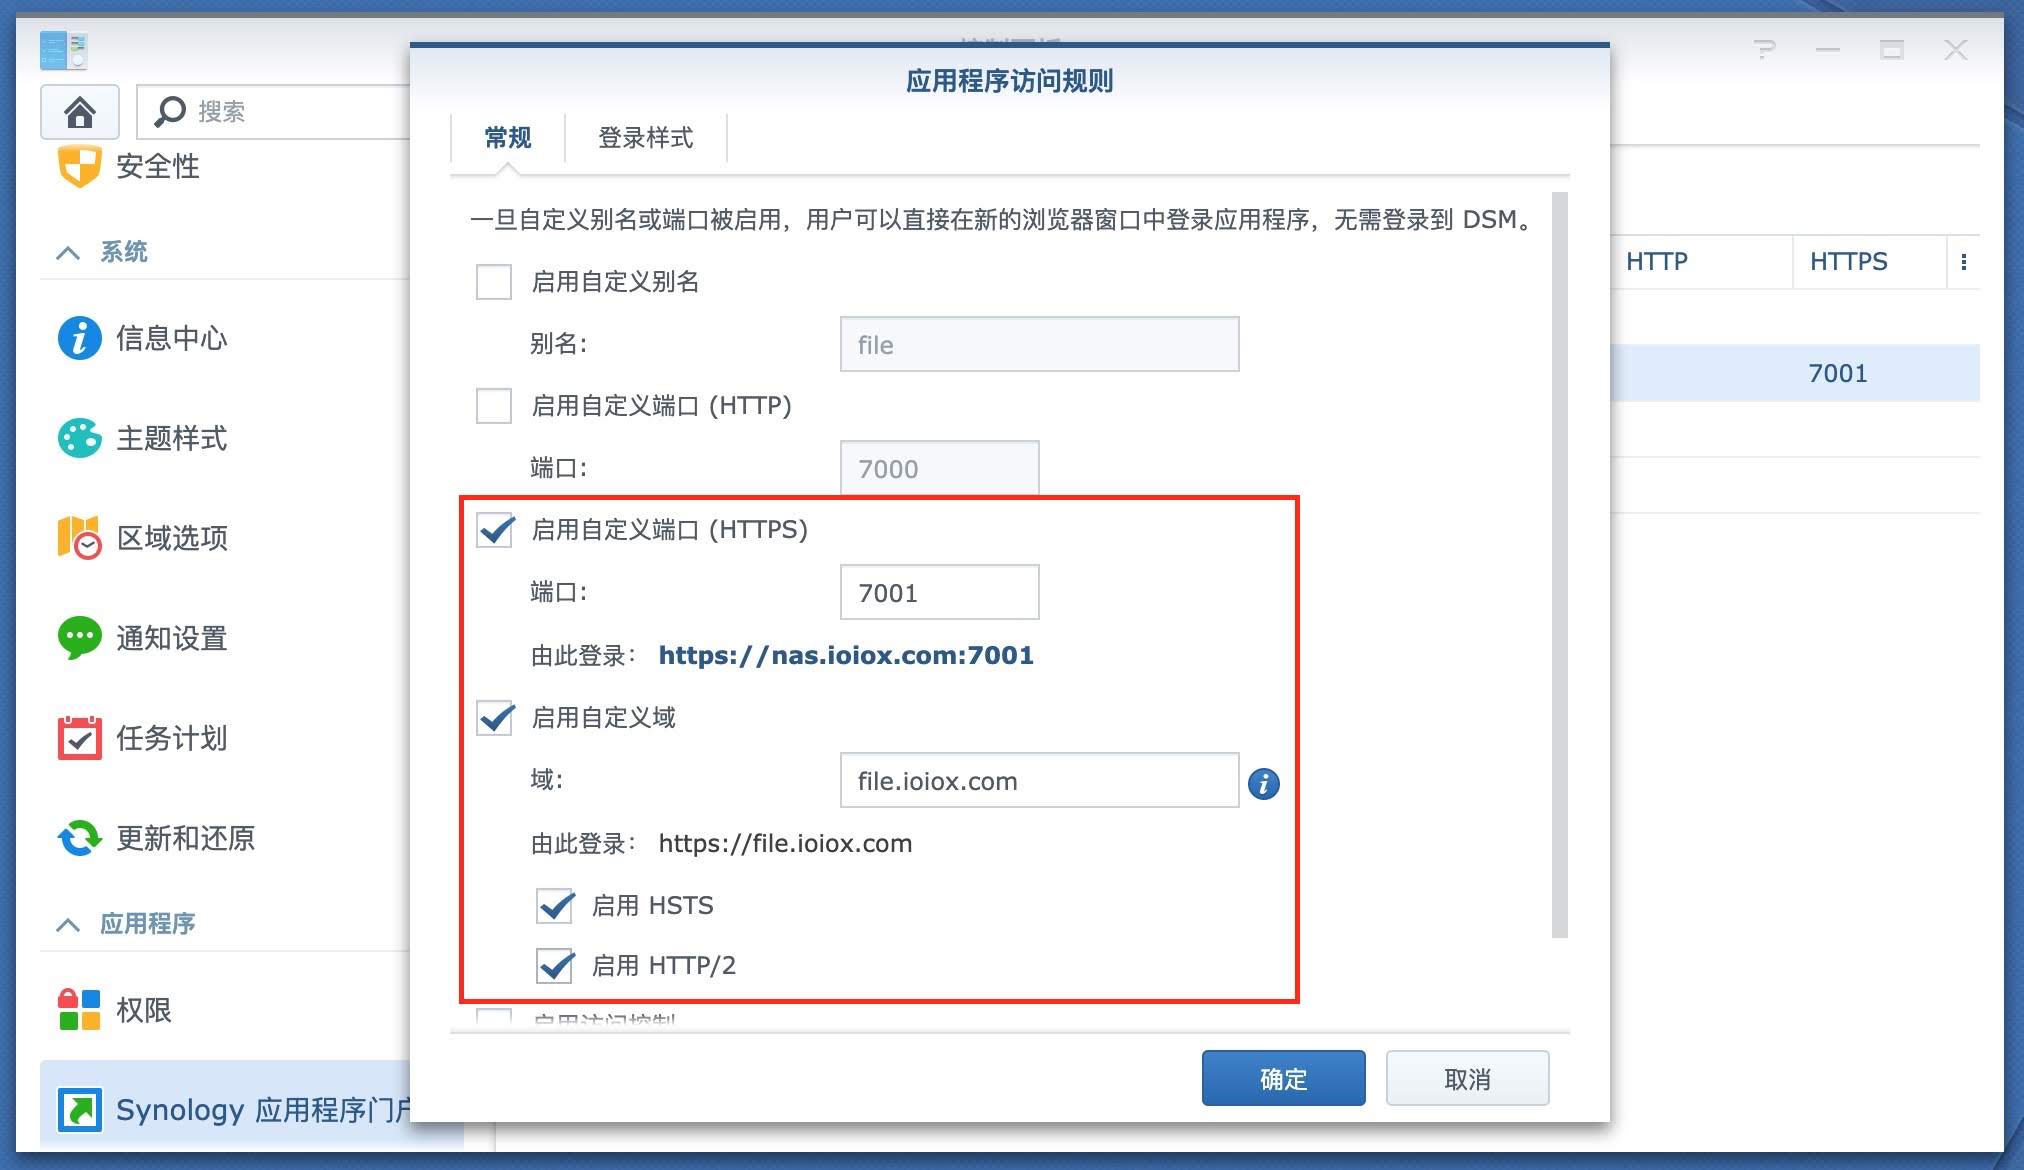 搜索
安全性
系统
信息中心
主题样式
区域选项
通知设置
任务计划
更新和还原
应用程序
权限
Synology 应用程序门户
应用程序访问规则
常规
登录样式
一旦自定义别名或端口被启用，用户可以直接在新的浏览器窗口中登录应用程序，无需登录到 DSM。
启用自定义别名
别名:
file
启用自定义端口 (HTTP)
端口:
7000
启用自定义端口 (HTTPS)
端口:
7001
由此登录: https://nas.ioiox.com:7001
启用自定义域
域:
file.ioiox.com
由此登录: https://file.ioiox.com
启用 HSTS
启用 HTTP/2
启用访问控制
确定
取消
HTTP
HTTPS
7001